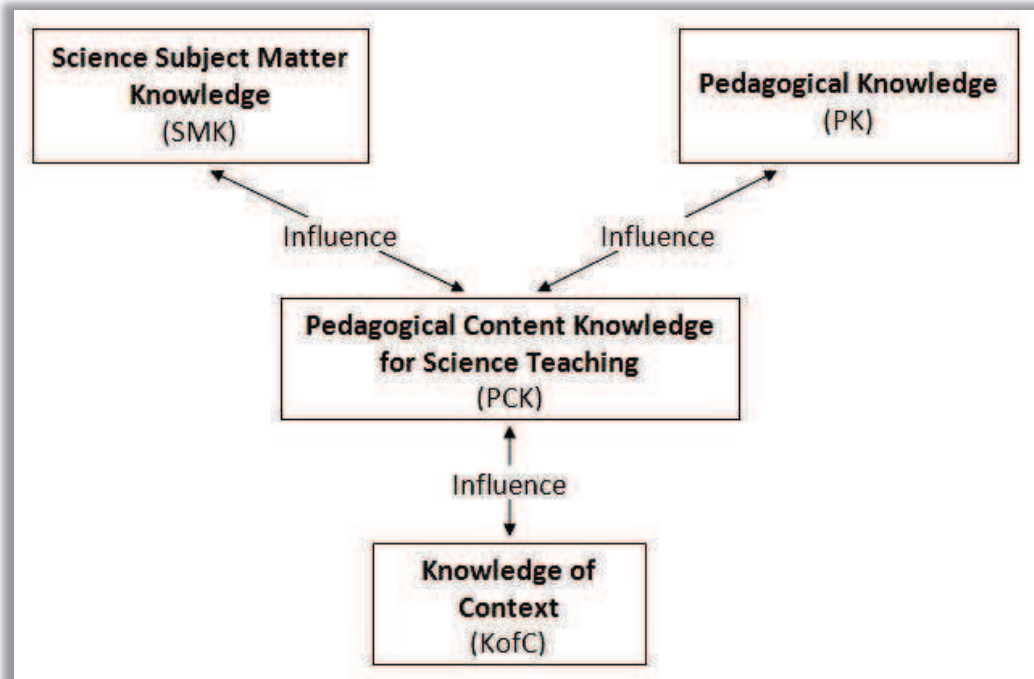 Science Subject Matter
Knowledge
(SMK)
Pedagogical Knowledge
(PK)
Influence
Influence
Pedagogical Content Knowledge
for Science Teaching
(PCK)
Influence
Knowledge of
Context
(KofC)